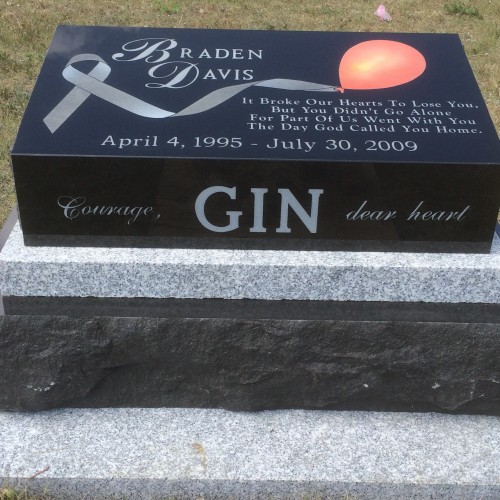 Braden
Davis
It Broke Our Hearts To Lose You,
But You Didn't Go Alone
For Part Of Us Went With You
The Day God Called You Home.
April 4, 1995 - July 30, 2009
Courage, GIN dear heart